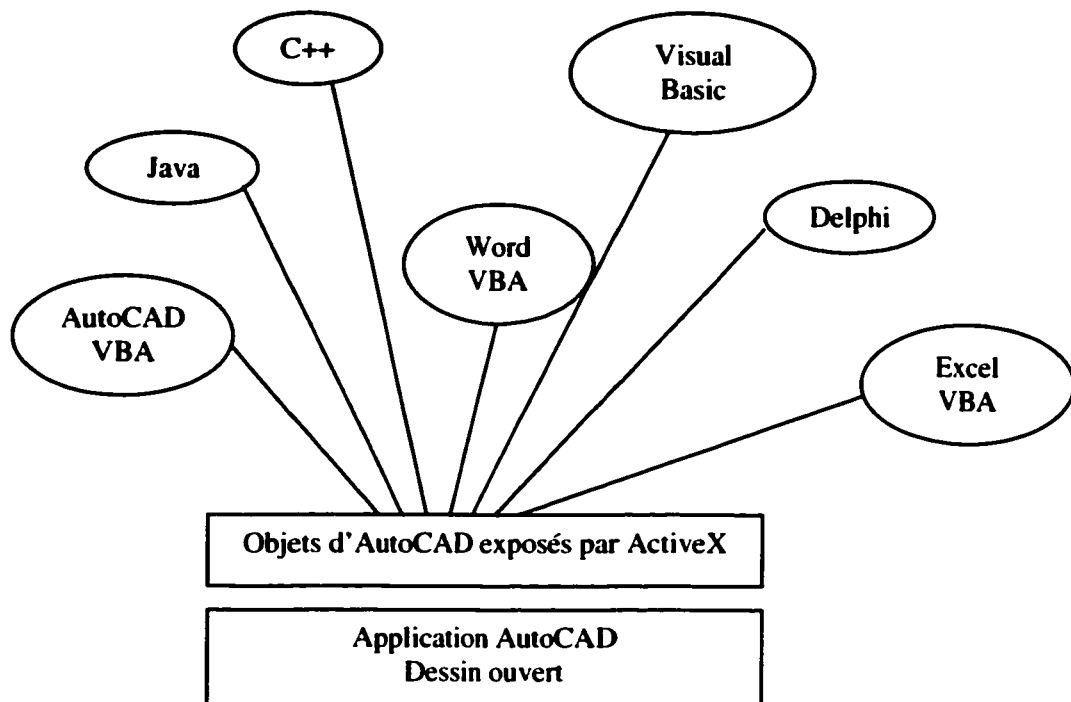 C++
Visual
Basic
Java
Delphi
Word
VBA
AutoCAD
VBA
Excel
VBA
Objets d'AutoCAD exposés par ActiveX
Application AutoCAD
Dessin ouvert